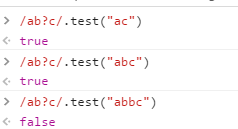 > /ab?c/.test("ac")
< true
> /ab?c/.test("abc")
< true
> /ab?c/.test("abbc")
< false